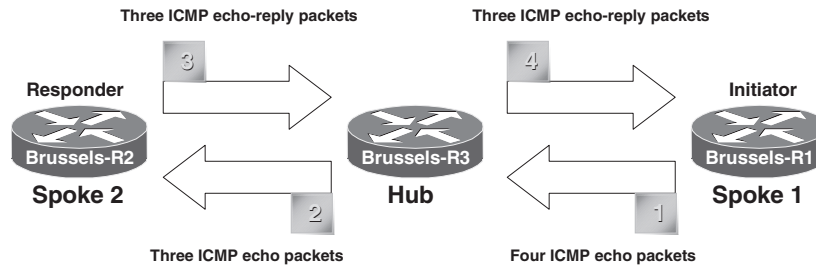 Three ICMP echo-reply packets
Three ICMP echo-reply packets
3
4
Responder
Initiator
Brussels-R2
Brussels-R3
Brussels-R1
Spoke 2
Hub
Spoke 1
2
1
Three ICMP echo packets
Four ICMP echo packets